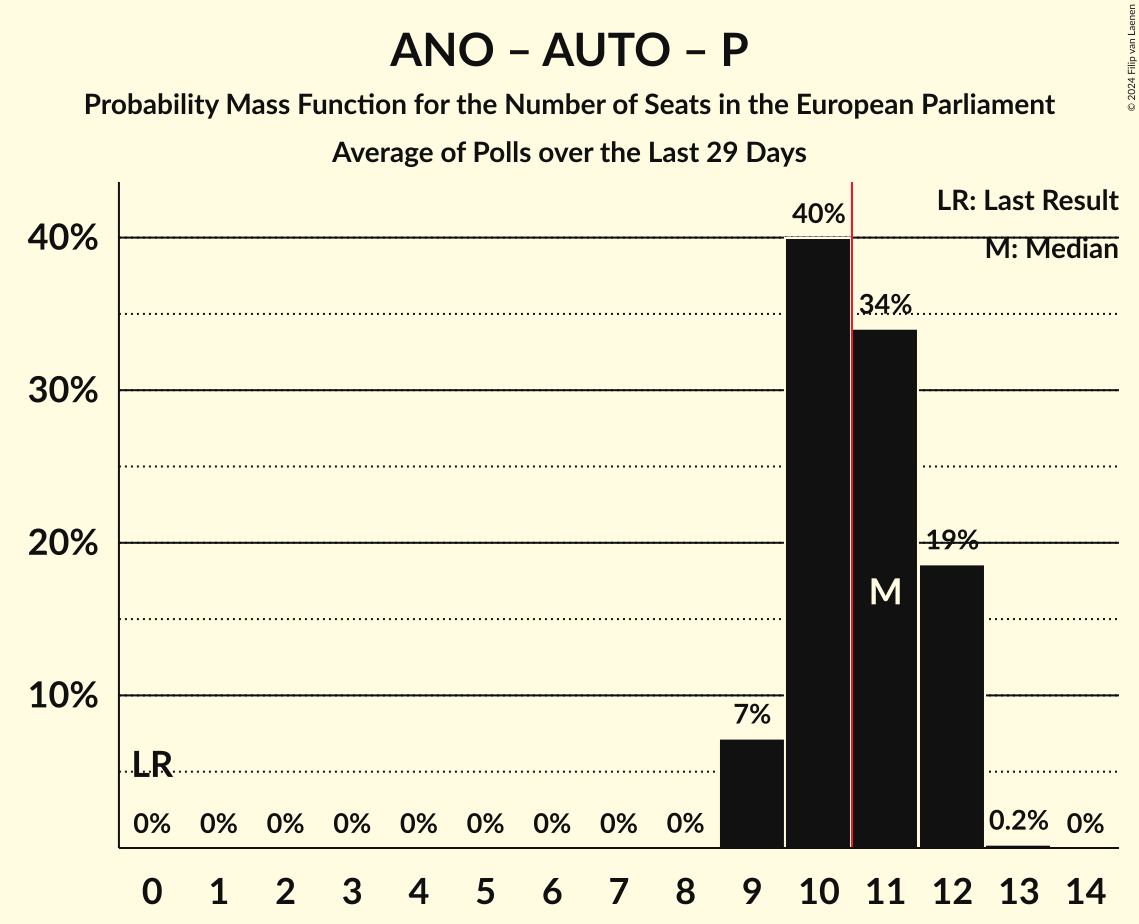 ANO – AUTO – P
Probability Mass Function for the Number of Seats in the European Parliament
Average of Polls over the Last 29 Days
© 2024 Filip van Laenen
LR: Last Result
M: Median
40%
30%
20%
10%
40%
34%
19%
7%
M
LR
0% 0% 0% 0% 0% 0% 0% 0% 0% 0.2% 0%
0 1 2 3 4 5 6 7 8 9 10 11 12 13 14